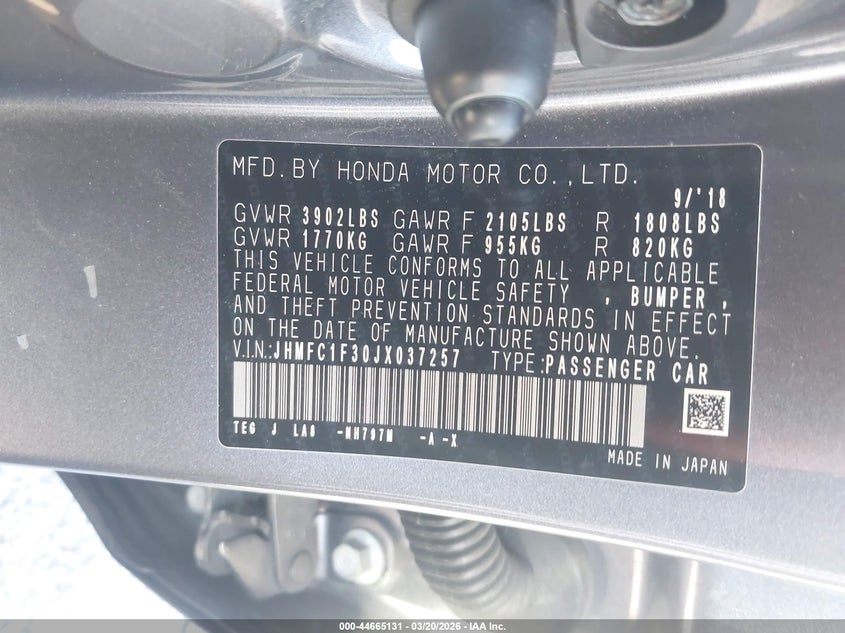 MFD.BY HONDA MOTOR CO.,LTD.
9/'18
GVWR 3902LBS GAWR F 2105LBS R 1808LBS
GVWR 1770KG GAWR F 955KG R 820KG
THIS VEHICLE CONFORMS TO ALL APPLICABLE
FEDERAL MOTOR VEHICLE SAFETY , BUMPER ,
AND THEFT PREVENTION STANDARDS IN EFFECT
ON THE DATE OF MANUFACTURE SHOWN ABOVE.
V.I.N.: JHMFC1F30JX037257 TYPE: PASSENGER CAR
TEG J LA8 -NH797M -A -X
MADE IN JAPAN
000-44665131 - 03/20/2026 - IAA Inc.